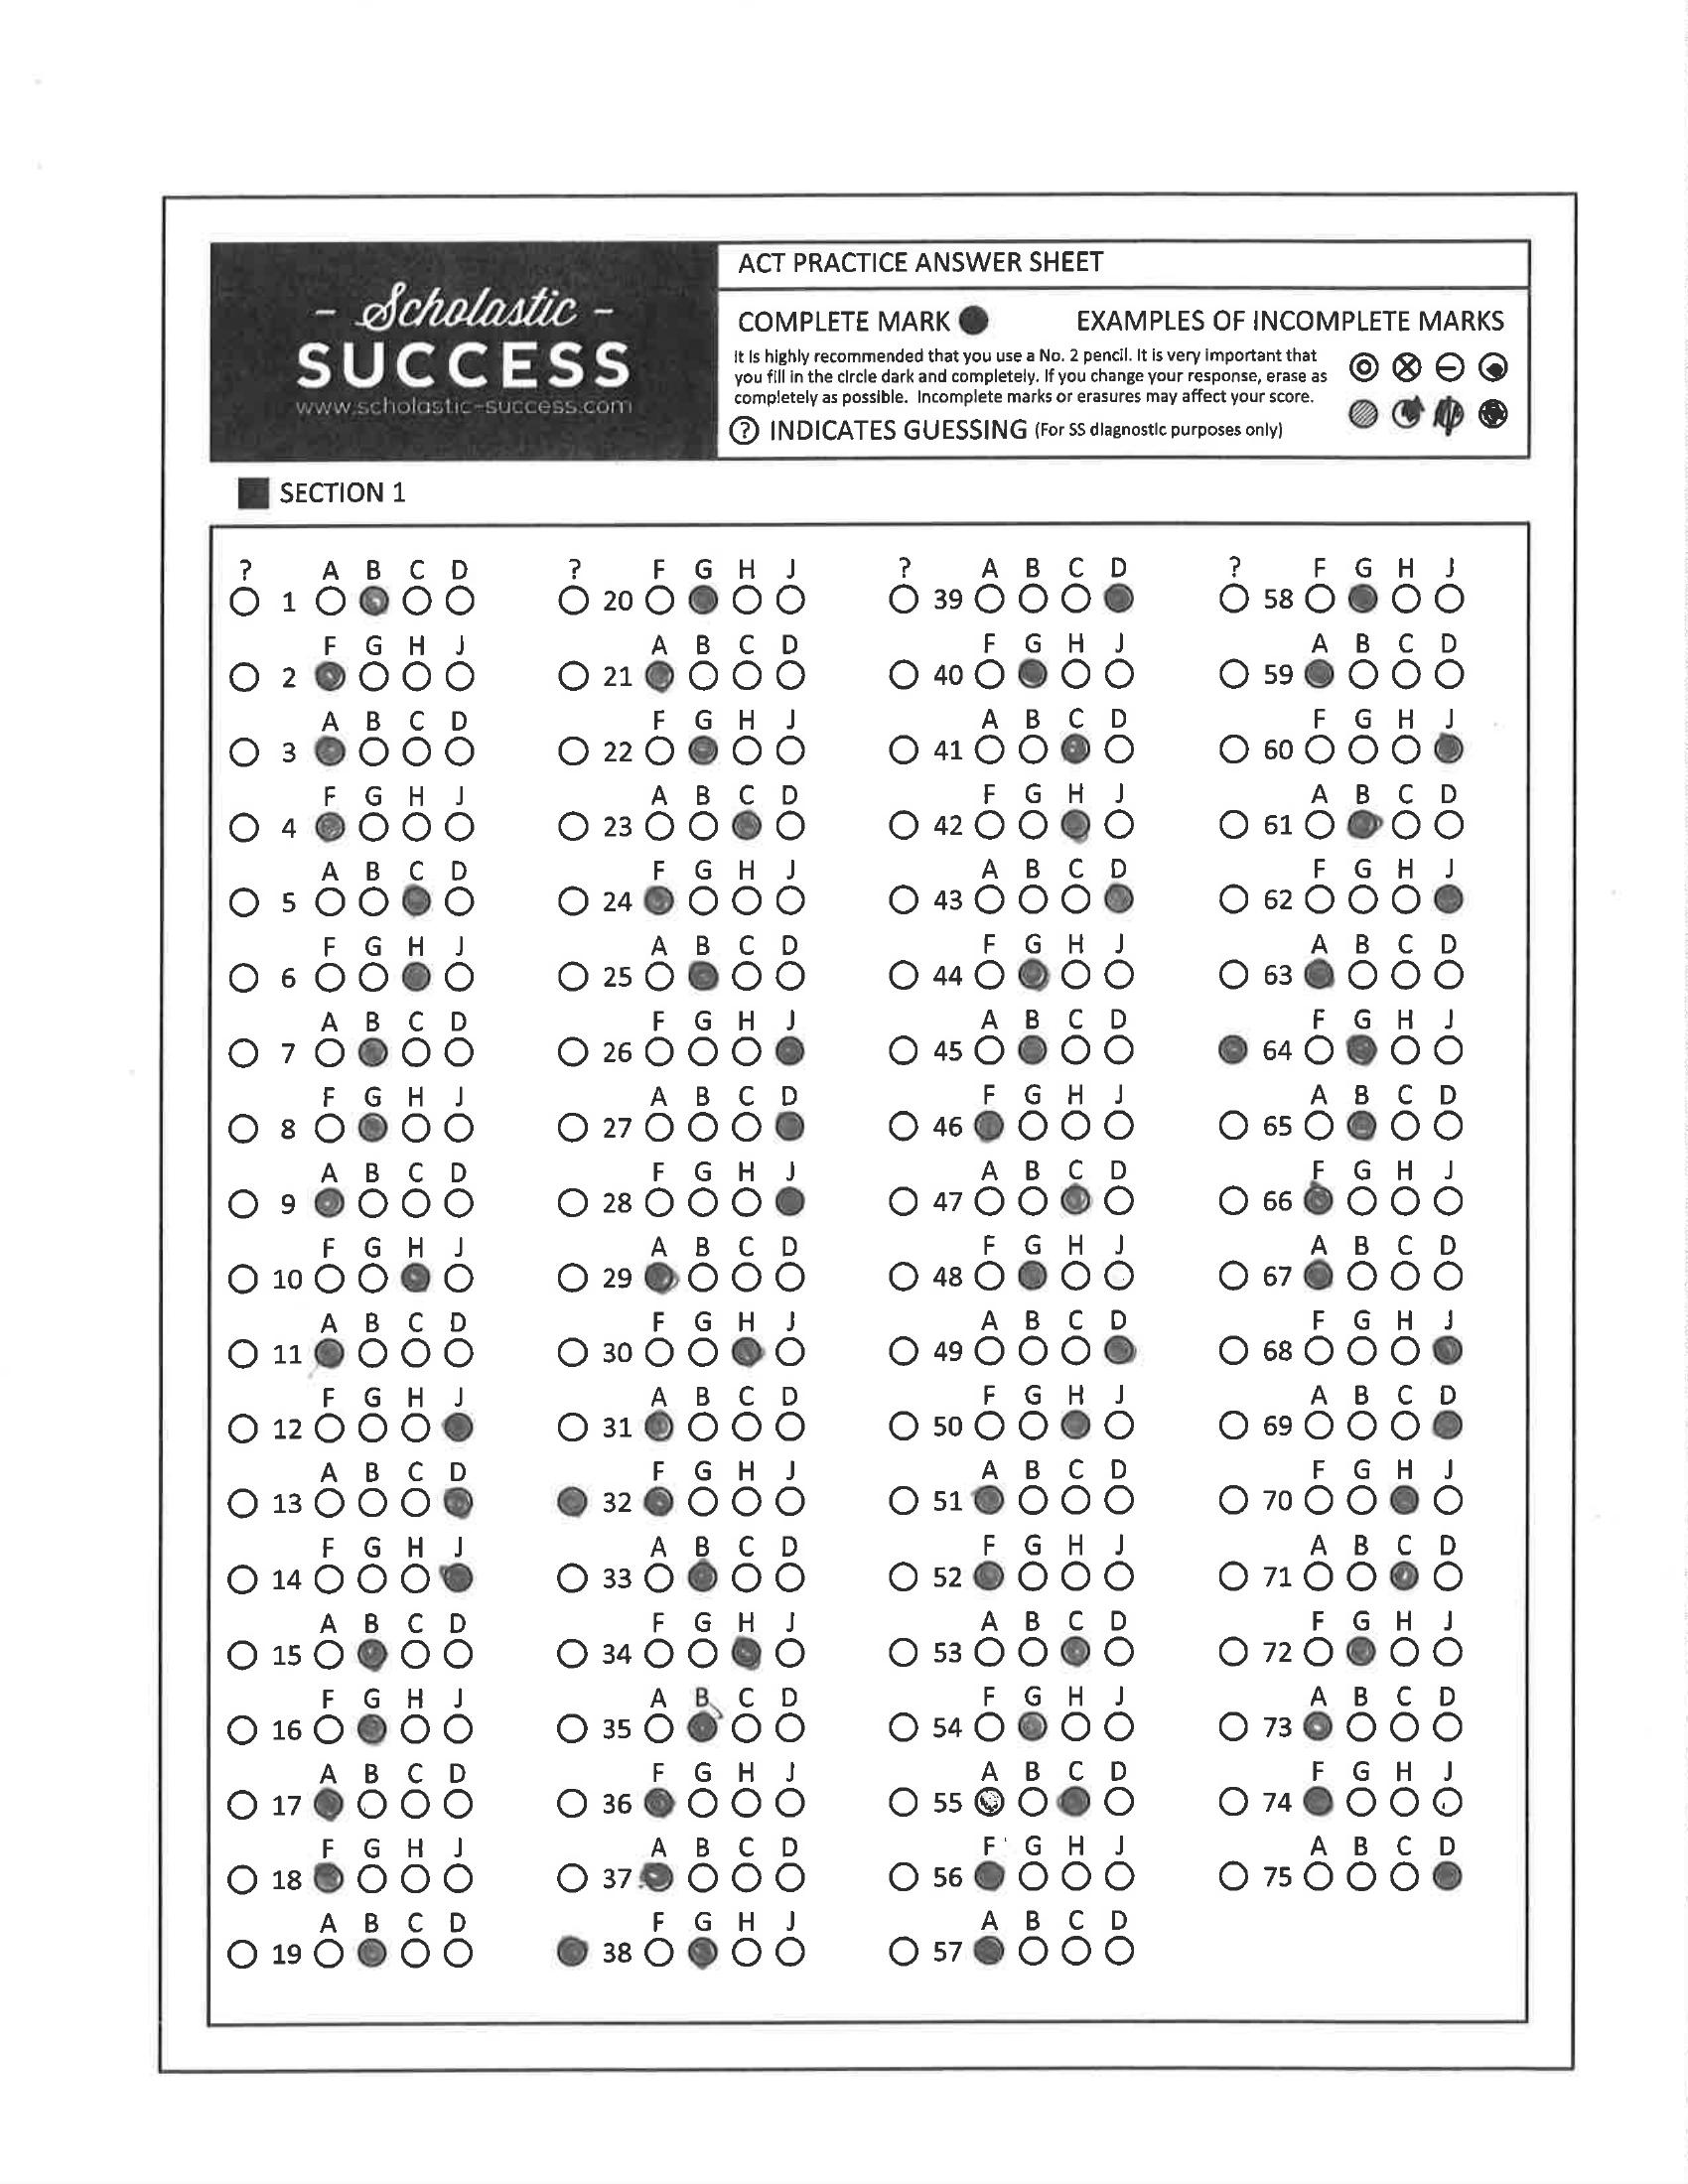 - Scholastic -
SUCCESS
www.scholastic-success.com
ACT PRACTICE ANSWER SHEET
COMPLETE MARK EXAMPLES OF INCOMPLETE MARKS
It is highly recommended that you use a No. 2 pencil. It is very important that
you fill in the circle dark and completely. If you change your response, erase as
completely as possible. Incomplete marks or erasures may affect your score.
? INDICATES GUESSING (For SS diagnostic purposes only)
SECTION 1
? A B C D ? F G H J ? A B C D ? F G H J
1 20 39 58
F G H J A B C D F G H J A B C D
2 21 40 59
A B C D F G H J A B C D F G H J
3 22 41 60
F G H J A B C D F G H J A B C D
4 23 42 61
A B C D F G H J A B C D F G H J
5 24 43 62
F G H J A B C D F G H J A B C D
6 25 44 63
A B C D F G H J A B C D F G H J
7 26 45 64
F G H J A B C D F G H J A B C D
8 27 46 65
A B C D F G H J A B C D F G H J
9 28 47 66
F G H J A B C D F G H J A B C D
10 29 48 67
A B C D F G H J A B C D F G H J
11 30 49 68
F G H J A B C D F G H J A B C D
12 31 50 69
A B C D F G H J A B C D F G H J
13 32 51 70
F G H J A B C D F G H J A B C D
14 33 52 71
A B C D F G H J A B C D F G H J
15 34 53 72
F G H J A B C D F G H J A B C D
16 35 54 73
A B C D F G H J A B C D F G H J
17 36 55 74
F G H J A B C D F G H J A B C D
18 37 56 75
A B C D F G H J A B C D
19 38 57